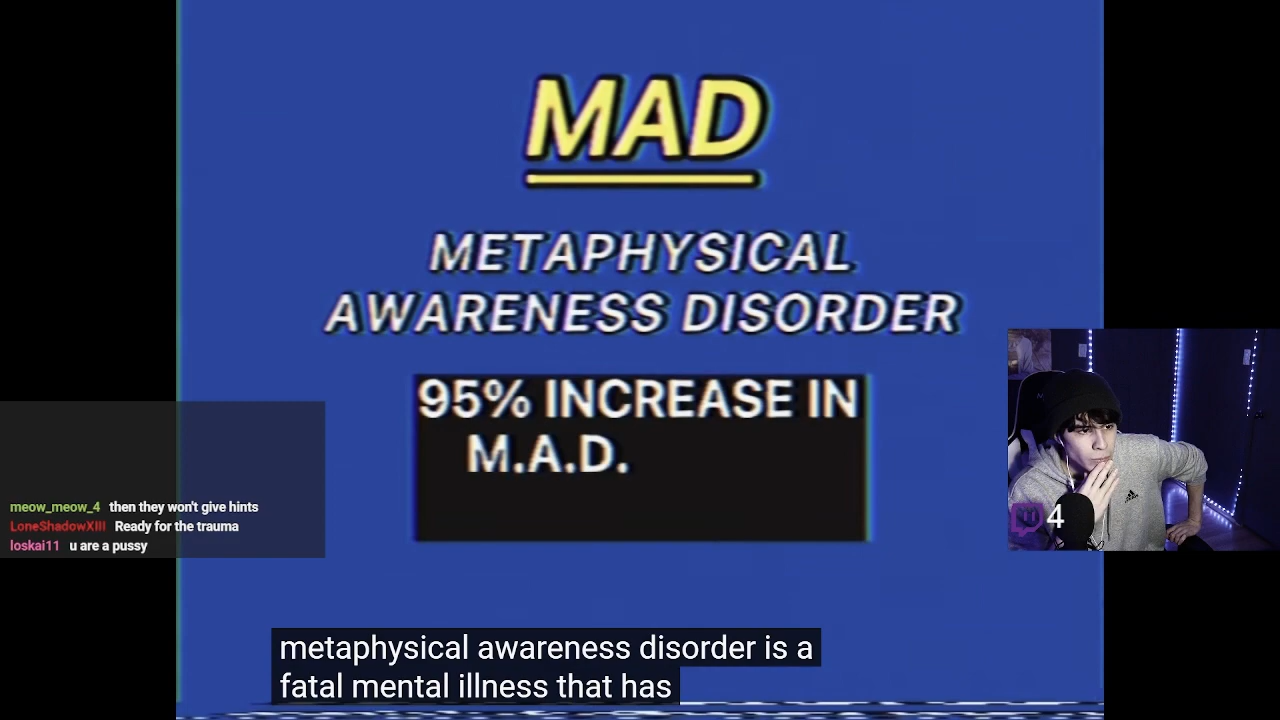 MAD
METAPHYSICAL
AWARENESS DISORDER
95% INCREASE IN
M.A.D.
meow_meow_4 then they won't give hints
LoneShadowXIII Ready for the trauma
loskai11 u are a pussy
4
metaphysical awareness disorder is a
fatal mental illness that has